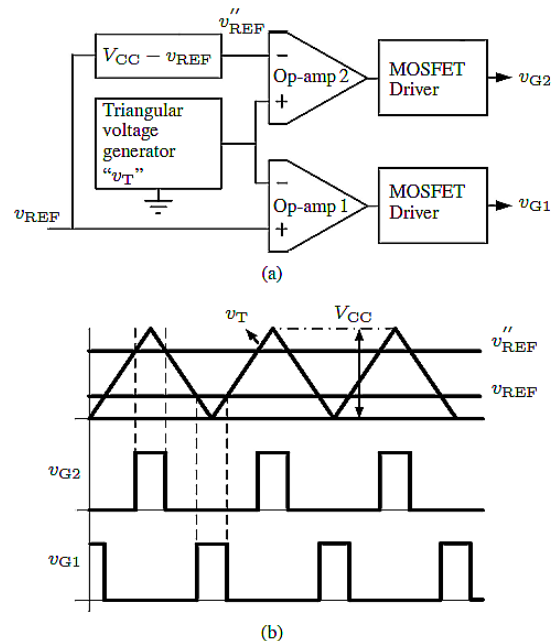 v''REF
VCC − vREF
−
Op-amp 2
+
MOSFET
Driver
vG2
Triangular
voltage
generator
“vT”
vREF
−
Op-amp 1
+
MOSFET
Driver
vG1
(a)
vT
VCC
v''REF
vREF
vG2
vG1
(b)